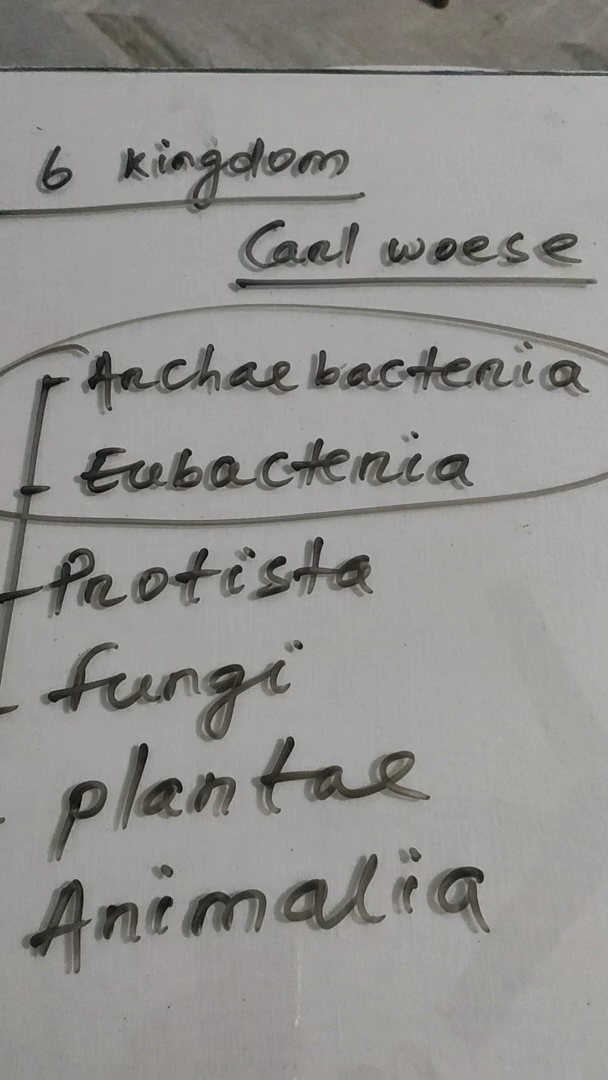 6 kingdom
Carl woese
Archaebacteria
Eubacteria
Protista
fungi
plantae
Animalia